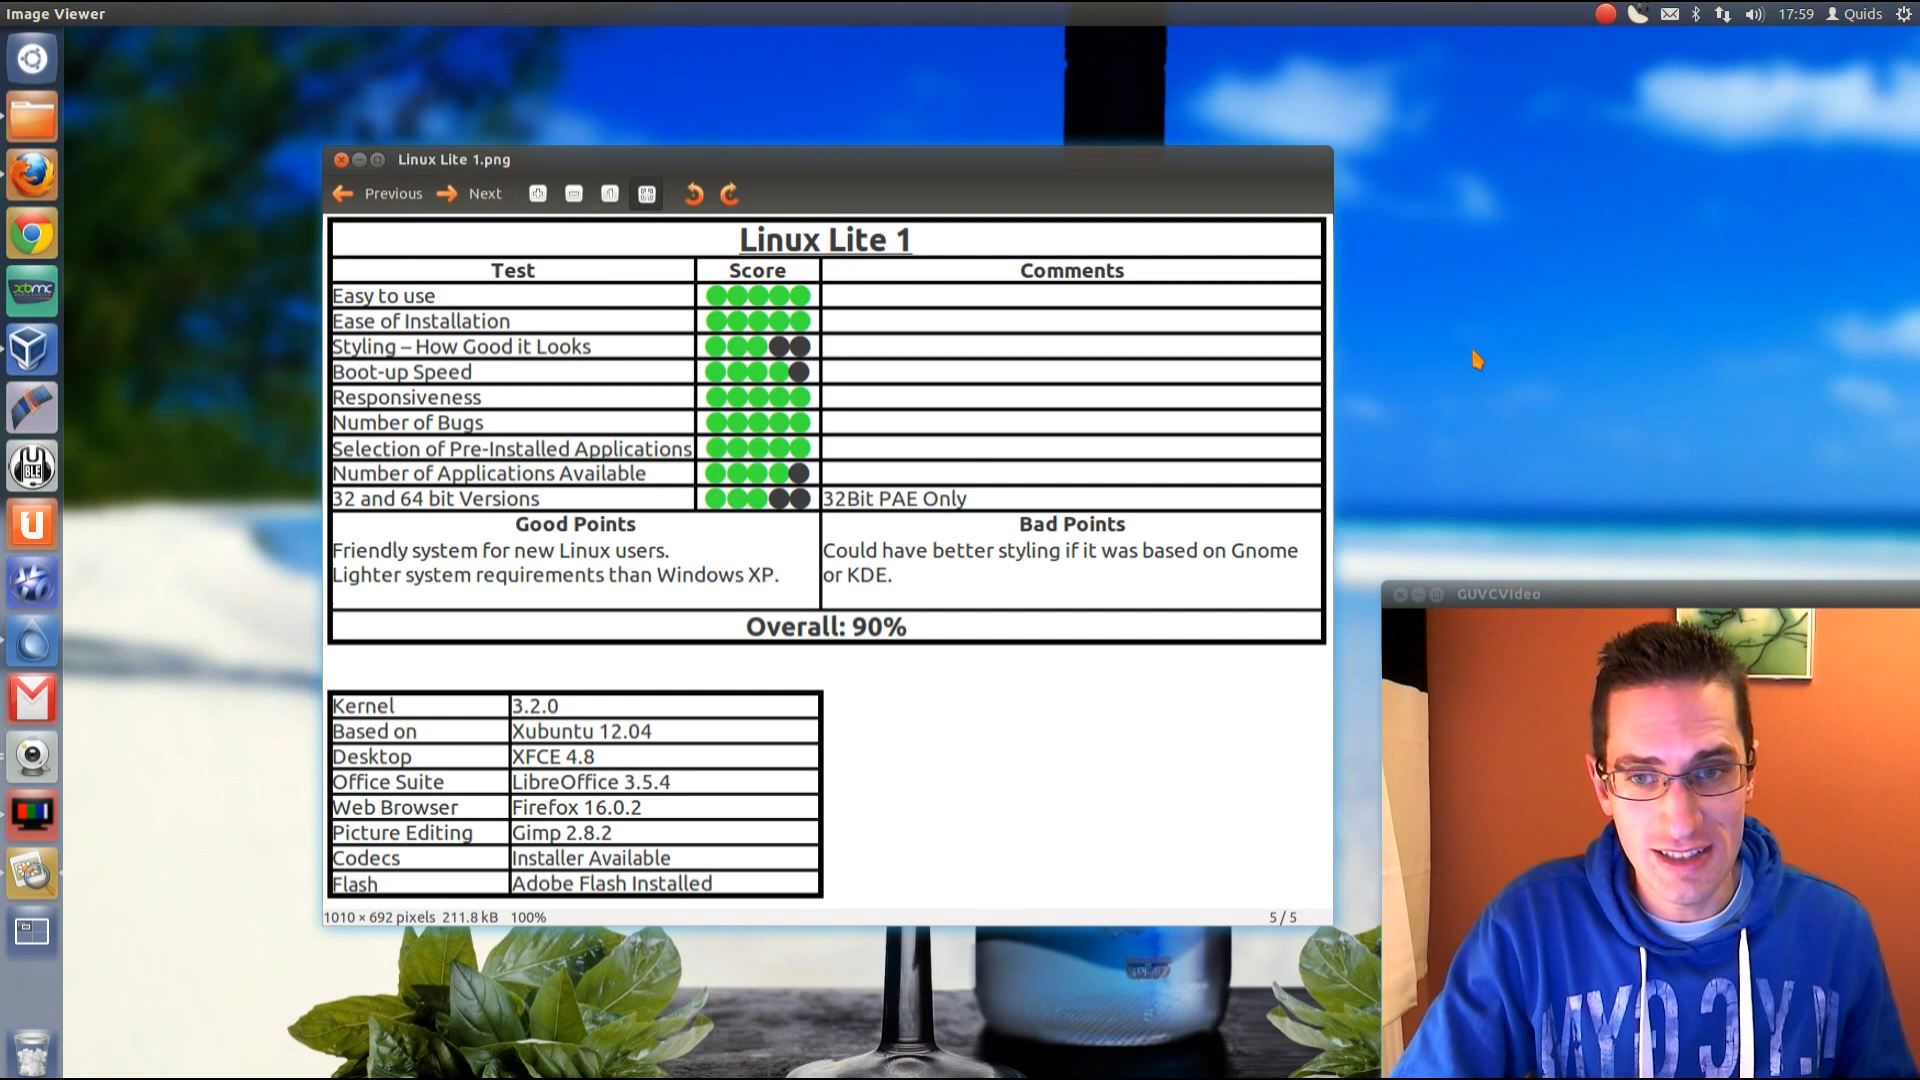 Image Viewer
17:59
Quids
Linux Lite 1.png
Previous
Next
Linux Lite 1
Test
Score
Comments
Easy to use
Ease of Installation
Styling – How Good it Looks
Boot-up Speed
Responsiveness
Number of Bugs
Selection of Pre-Installed Applications
Number of Applications Available
32 and 64 bit Versions
32Bit PAE Only
Good Points
Bad Points
Friendly system for new Linux users.
Lighter system requirements than Windows XP.
Could have better styling if it was based on Gnome
or KDE.
Overall: 90%
Kernel 3.2.0
Based on Xubuntu 12.04
Desktop XFCE 4.8
Office Suite LibreOffice 3.5.4
Web Browser Firefox 16.0.2
Picture Editing Gimp 2.8.2
Codecs Installer Available
Flash Adobe Flash Installed
1010 × 692 pixels 211.8 kB 100%
5 / 5
GUVCVideo
xbmc
U
BLE
U